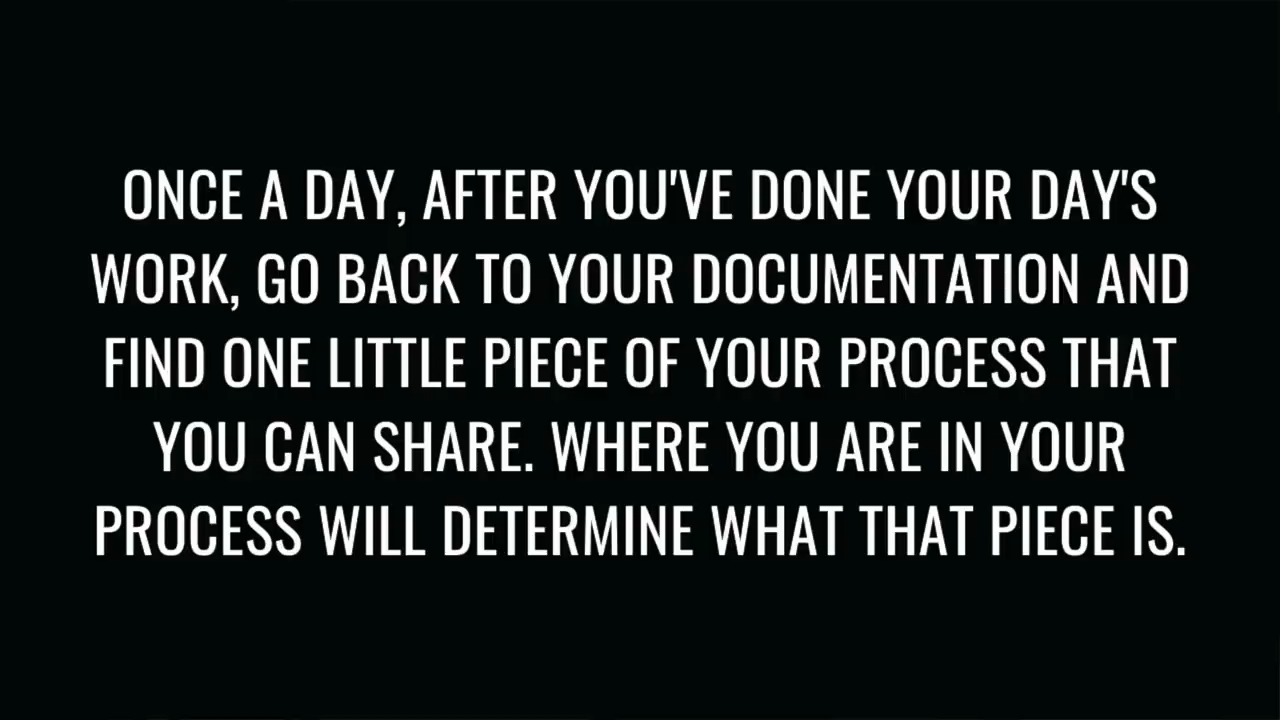 ONCE A DAY, AFTER YOU'VE DONE YOUR DAY'S
WORK, GO BACK TO YOUR DOCUMENTATION AND
FIND ONE LITTLE PIECE OF YOUR PROCESS THAT
YOU CAN SHARE. WHERE YOU ARE IN YOUR
PROCESS WILL DETERMINE WHAT THAT PIECE IS.